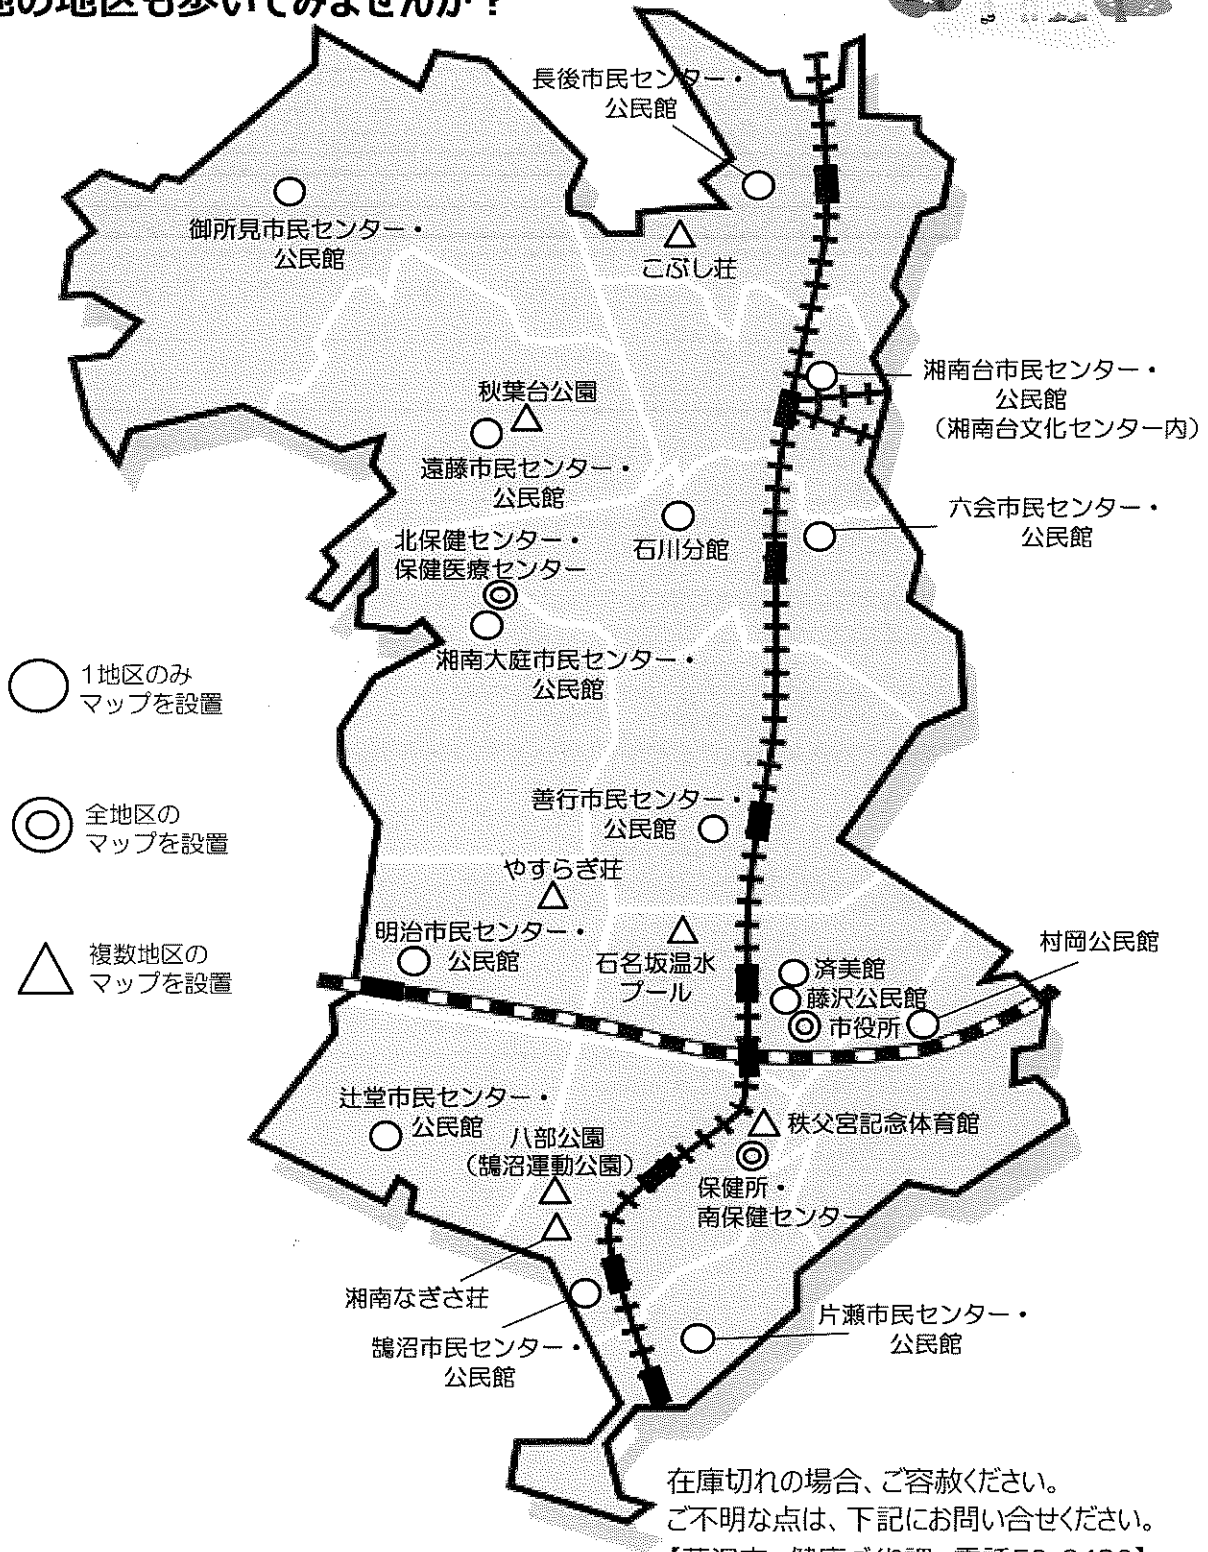 他の地区も歩いてみませんか？
長後市民センター・
公民館
御所見市民センター・
公民館
こぶし荘
湘南台市民センター・
公民館
（湘南台文化センター内）
秋葉台公園
遠藤市民センター・
公民館
六会市民センター・
公民館
石川分館
北保健センター・
保健医療センター
湘南大庭市民センター・
公民館
1地区のみ
マップを設置
全地区の
マップを設置
複数地区の
マップを設置
善行市民センター・
公民館
やすらぎ荘
明治市民センター・
公民館
石名坂温水
プール
村岡公民館
済美館
藤沢公民館
市役所
辻堂市民センター・
公民館
八部公園
（鵠沼運動公園）
秩父宮記念体育館
保健所・
南保健センター
湘南なぎさ荘
鵠沼市民センター・
公民館
片瀬市民センター・
公民館
在庫切れの場合、ご容赦ください。
ご不明な点は、下記にお問い合せください。